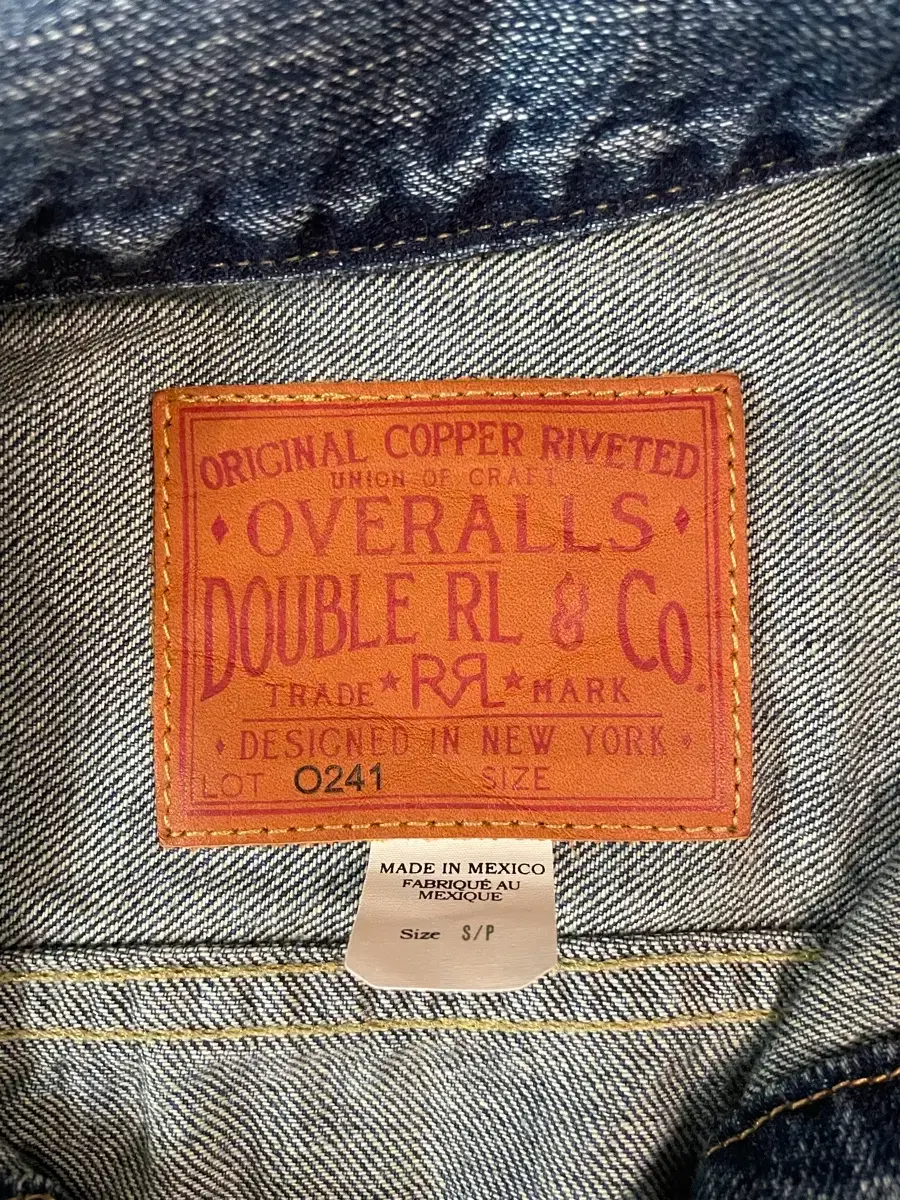 ORIGINAL COPPER RIVETED
UNION OF CRAFT
OVERALLS
DOUBLE RL & Co.
TRADE ★ RRL ★ MARK
DESIGNED IN NEW YORK
LOT 0241 SIZE
MADE IN MEXICO
FABRIQUÉ AU
MEXIQUE
Size S/P